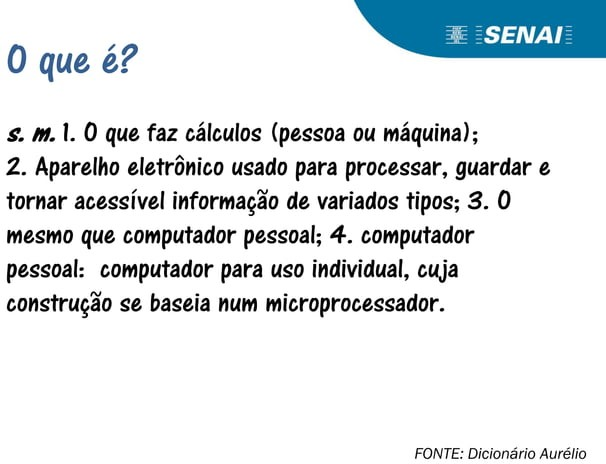 SENAI
O que é?
s. m. 1. O que faz cálculos (pessoa ou máquina);
2. Aparelho eletrônico usado para processar, guardar e
tornar acessível informação de variados tipos; 3. O
mesmo que computador pessoal; 4. computador
pessoal: computador para uso individual, cuja
construção se baseia num microprocessador.
FONTE: Dicionário Aurélio